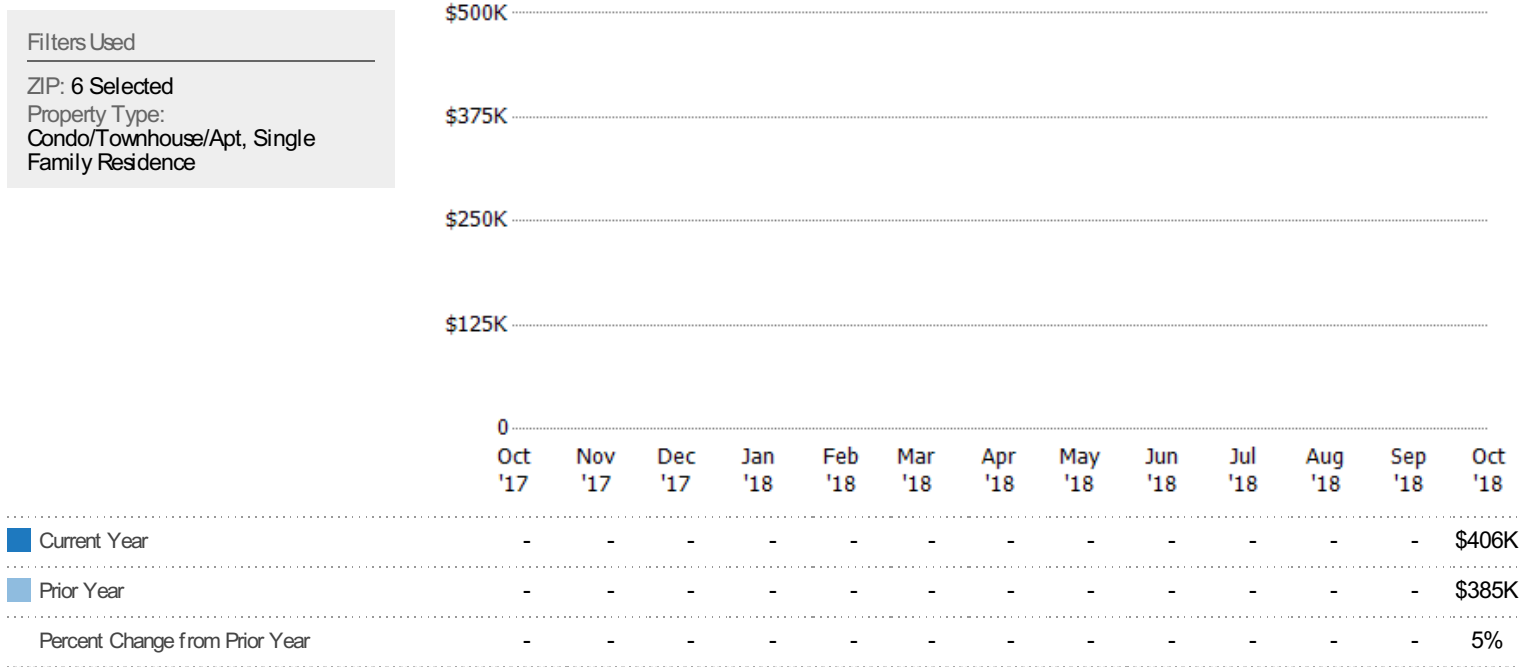 Filters Used
ZIP: 6 Selected
Property Type:
Condo/Townhouse/Apt, Single
Family Residence
$500K
$375K
$250K
$125K
0
Oct Nov Dec Jan Feb Mar Apr May Jun Jul Aug Sep Oct
'17 '17 '17 '18 '18 '18 '18 '18 '18 '18 '18 '18 '18
Current Year - - - - - - - - - - - - $406K
Prior Year - - - - - - - - - - - - $385K
Percent Change from Prior Year - - - - - - - - - - - - 5%